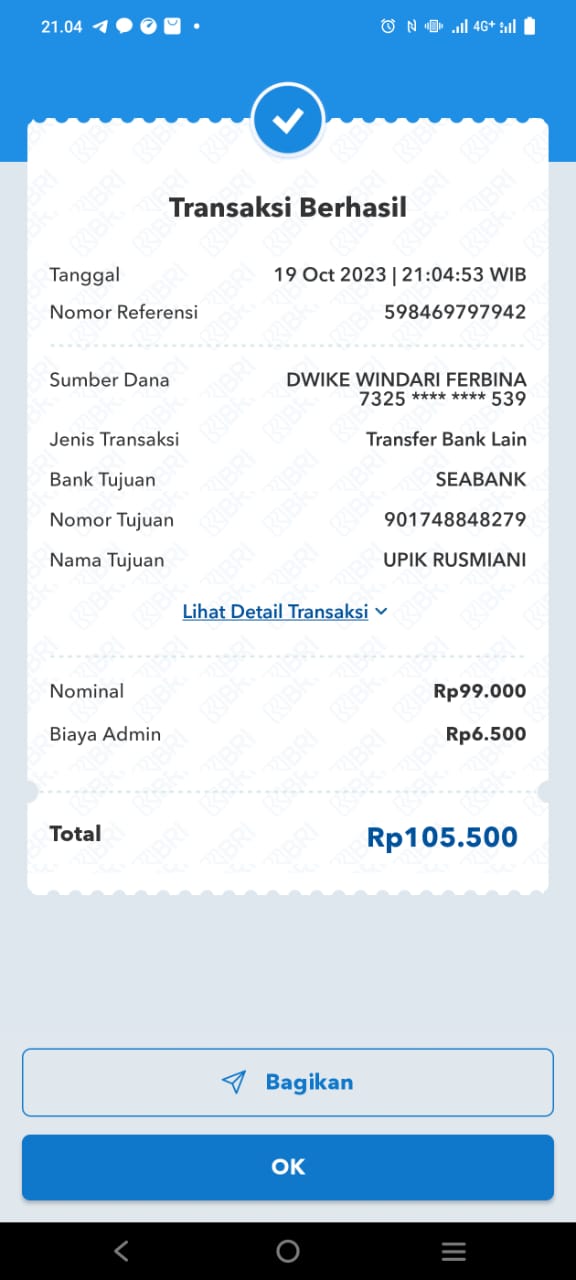 21.04
4G+
Transaksi Berhasil
Tanggal 19 Oct 2023 | 21:04:53 WIB
Nomor Referensi 598469797942
Sumber Dana DWIKE WINDARI FERBINA
7325 **** **** 539
Jenis Transaksi Transfer Bank Lain
Bank Tujuan SEABANK
Nomor Tujuan 901748848279
Nama Tujuan UPIK RUSMIANI
Lihat Detail Transaksi
Nominal Rp99.000
Biaya Admin Rp6.500
Total Rp105.500
Bagikan
OK